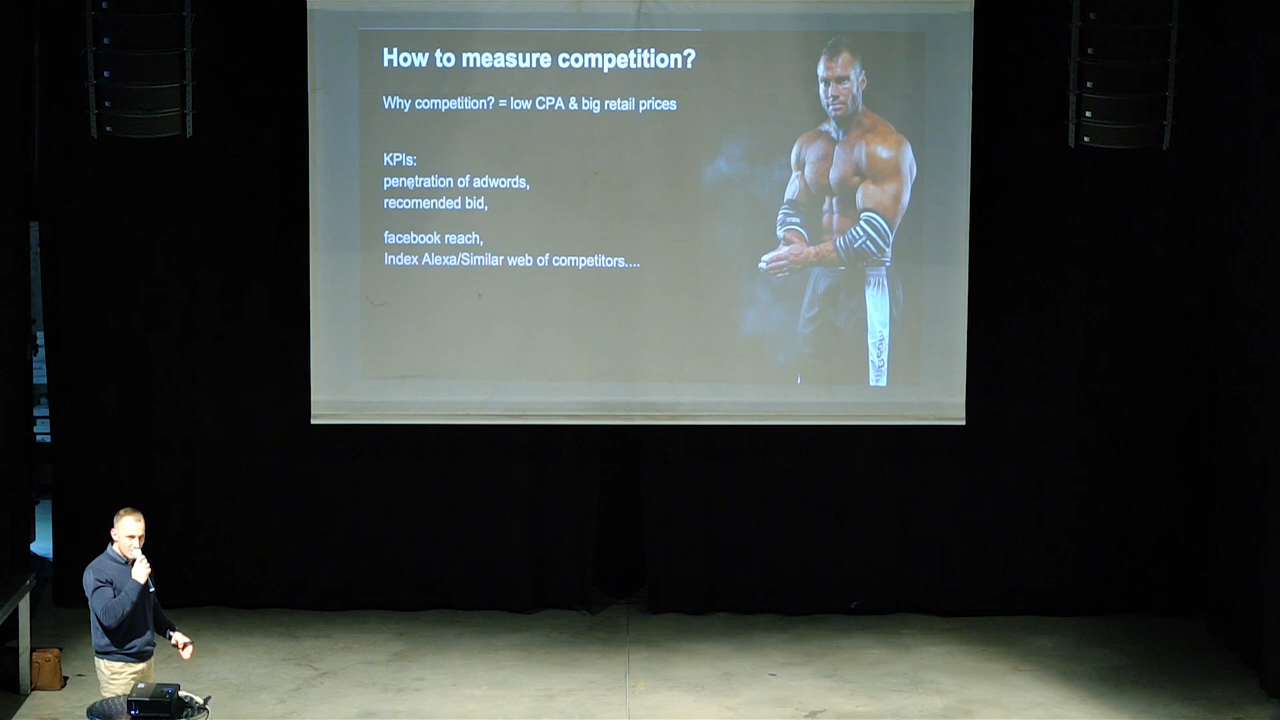 How to measure competition?
Why competition? = low CPA & big retail prices
KPIs:
penetration of adwords,
recomended bid,
facebook reach,
Index Alexa/Similar web of competitors....